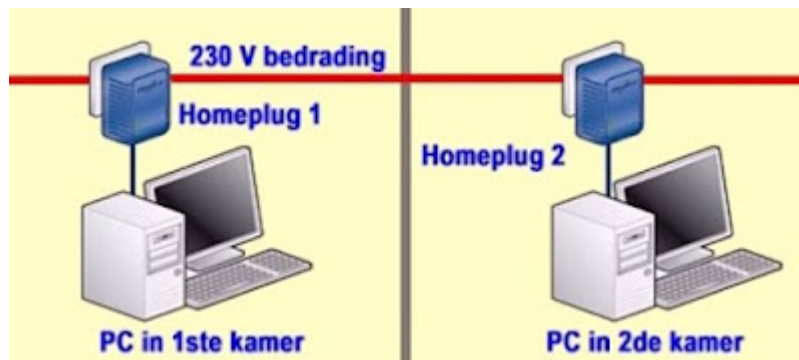 230 V bedrading
Homeplug 1
Homeplug 2
PC in 1ste kamer
PC in 2de kamer